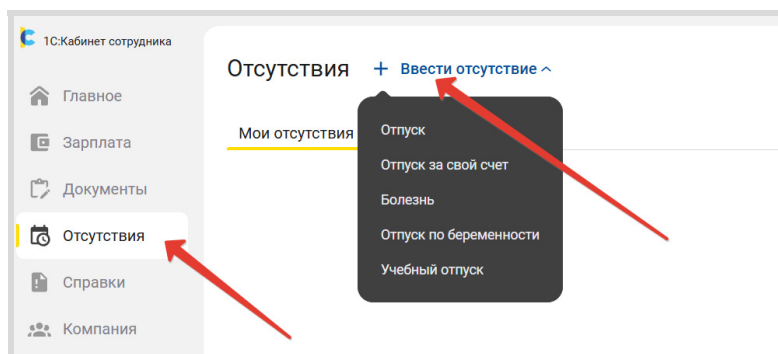 1С:Кабинет сотрудника
Главное
Зарплата
Документы
Отсутствия
Справки
Компания
Отсутствия + Ввести отсутствие
Мои отсутствия
Отпуск
Отпуск за свой счет
Болезнь
Отпуск по беременности
Учебный отпуск